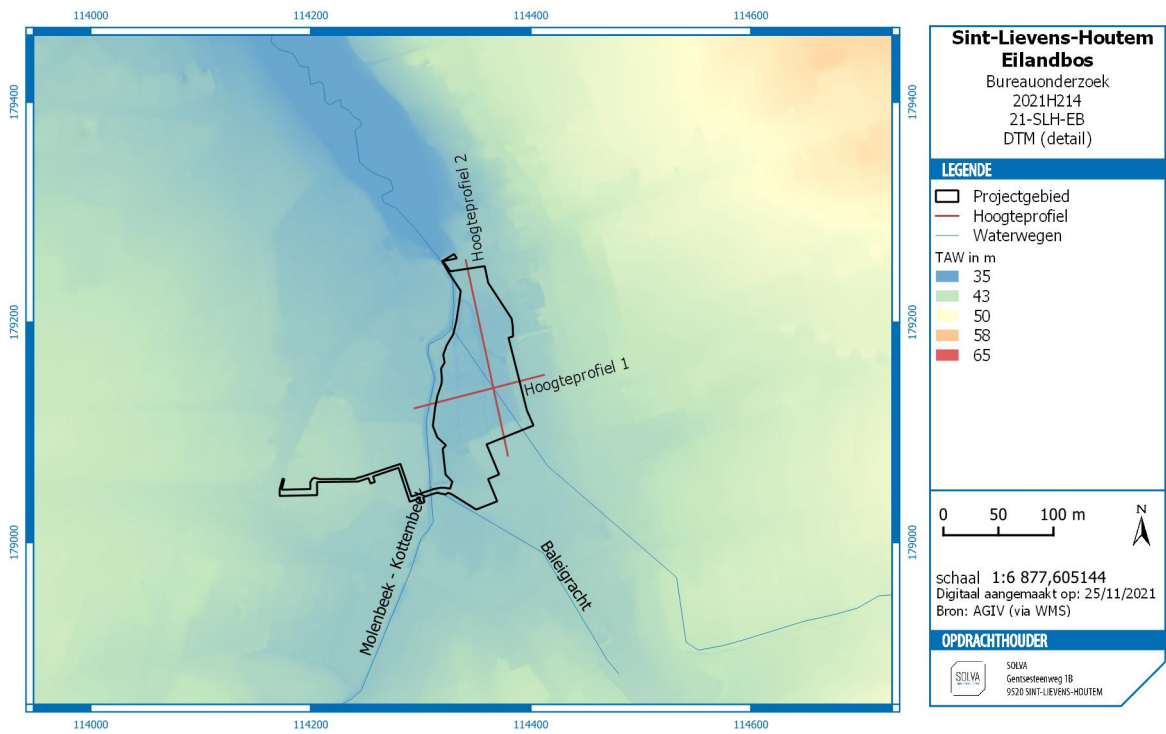 114000 114200 114400 114600
179400
179200
179000
179400
179200
179000
Hoogteprofiel 2
Hoogteprofiel 1
Molenbeek - Kottembeek
Baleigracht
114000 114200 114400 114600
Sint-Lievens-Houtem
Eilandbos
Bureauonderzoek
2021H214
21-SLH-EB
DTM (detail)
LEGENDE
Projectgebied
Hoogteprofiel
Waterwegen
TAW in m
35
43
50
58
65
0 50 100 m
N
schaal 1:6 877,605144
Digitaal aangemaakt op: 25/11/2021
Bron: AGIV (via WMS)
OPDRACHTHOUDER
SOLVA
SOLVA
Gentsesteenweg 1B
9520 SINT-LIEVENS-HOUTEM